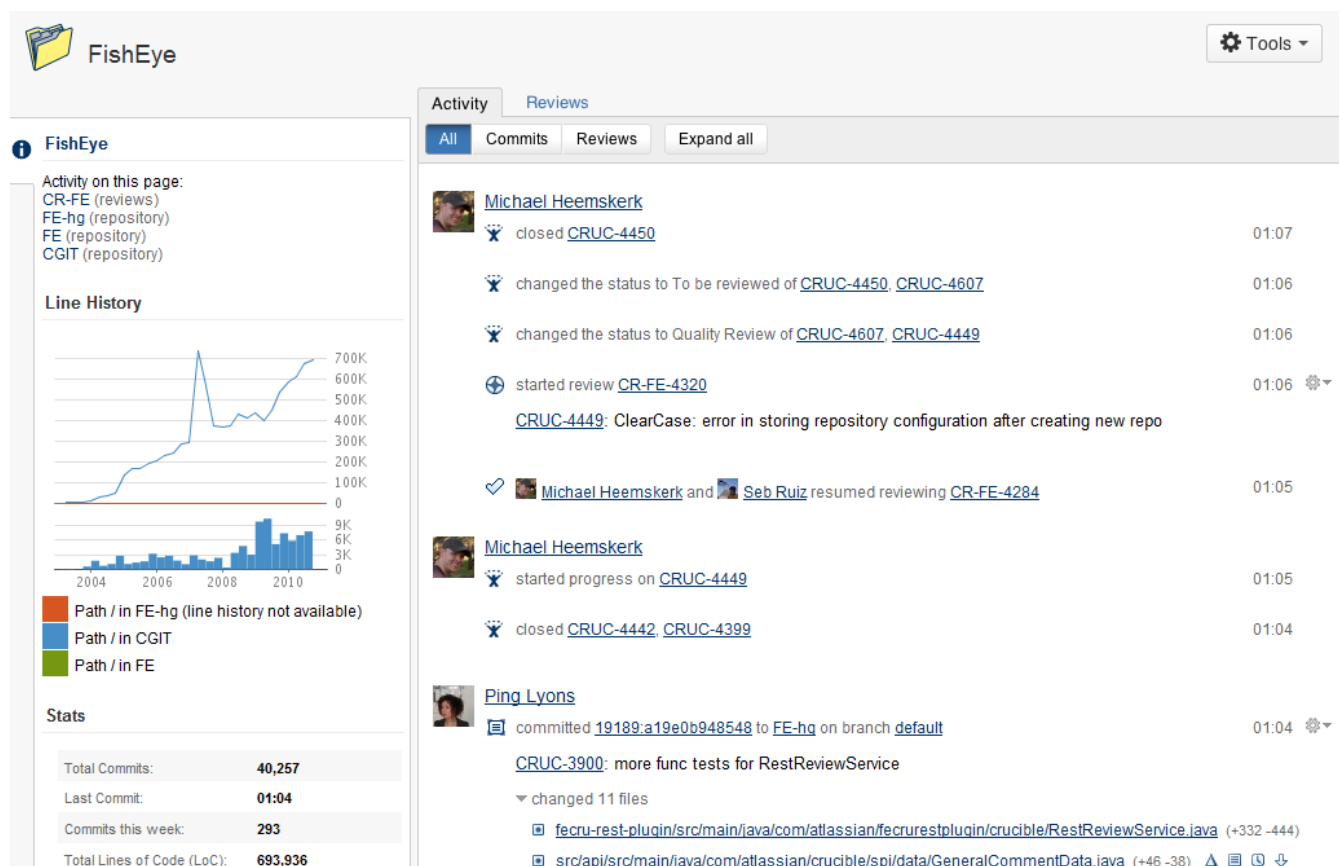 FishEye
Tools
Activity
Reviews
All
Commits
Reviews
Expand all
FishEye
Activity on this page:
CR-FE (reviews)
FE-hg (repository)
FE (repository)
CGIT (repository)
Line History
700K
600K
500K
400K
300K
200K
100K
0
9K
6K
3K
0
2004 2006 2008 2010
Path / in FE-hg (line history not available)
Path / in CGIT
Path / in FE
Stats
Total Commits: 40,257
Last Commit: 01:04
Commits this week: 293
Total Lines of Code (LoC): 693,936
Michael Heemskerk
closed CRUC-4450 01:07
changed the status to To be reviewed of CRUC-4450, CRUC-4607 01:06
changed the status to Quality Review of CRUC-4607, CRUC-4449 01:06
started review CR-FE-4320 01:06
CRUC-4449: ClearCase: error in storing repository configuration after creating new repo
Michael Heemskerk and Seb Ruiz resumed reviewing CR-FE-4284 01:05
Michael Heemskerk
started progress on CRUC-4449 01:05
closed CRUC-4442, CRUC-4399 01:04
Ping Lyons
committed 19189:a19e0b948548 to FE-hg on branch default 01:04
CRUC-3900: more func tests for RestReviewService
changed 11 files
fecru-rest-plugin/src/main/java/com/atlassian/fecrurestplugin/crucible/RestReviewService.java (+332 -444)
src/api/src/main/java/com/atlassian/crucible/spi/data/GeneralCommentData.java (+46 -38)